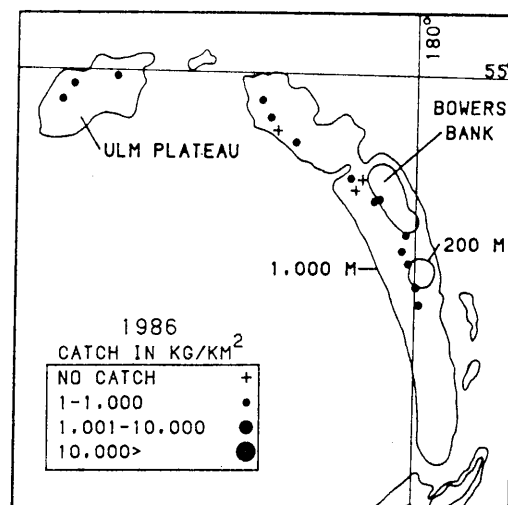 180°
55°
BOWERS
BANK
ULM PLATEAU
200 M
1.000 M
1986
CATCH IN KG/KM²
NO CATCH +
1-1.000
1.001-10.000
10.000>